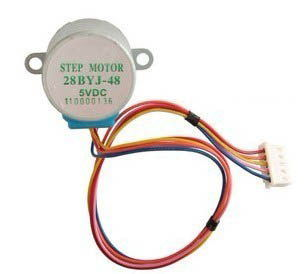 STEP MOTOR
28BYJ-48
5VDC
110000136